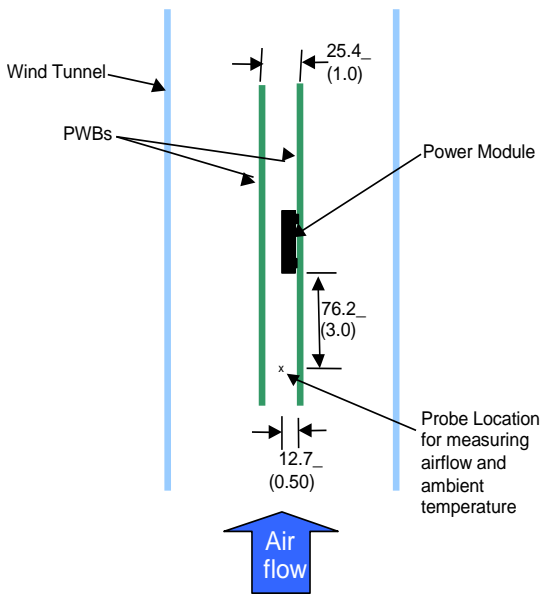 25.4_
(1.0)
Wind Tunnel
PWBs
Power Module
76.2_
(3.0)
x
Probe Location
for measuring
airflow and
ambient
temperature
12.7_
(0.50)
Air
flow